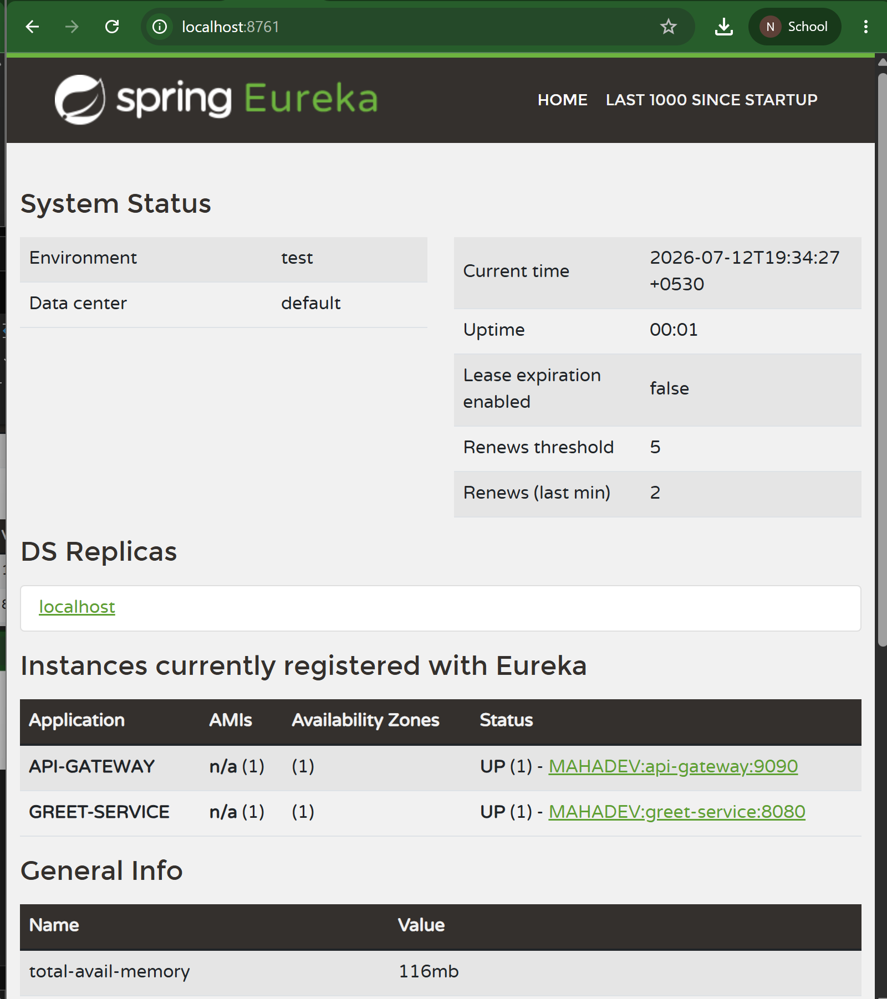 localhost:8761
N School
spring Eureka
HOME LAST 1000 SINCE STARTUP
System Status
Environment test
Data center default
Current time 2026-07-12T19:34:27 +0530
Uptime 00:01
Lease expiration enabled false
Renews threshold 5
Renews (last min) 2
DS Replicas
localhost
Instances currently registered with Eureka
Application AMIs Availability Zones Status
API-GATEWAY n/a (1) (1) UP (1) - MAHADEV:api-gateway:9090
GREET-SERVICE n/a (1) (1) UP (1) - MAHADEV:greet-service:8080
General Info
Name Value
total-avail-memory 116mb